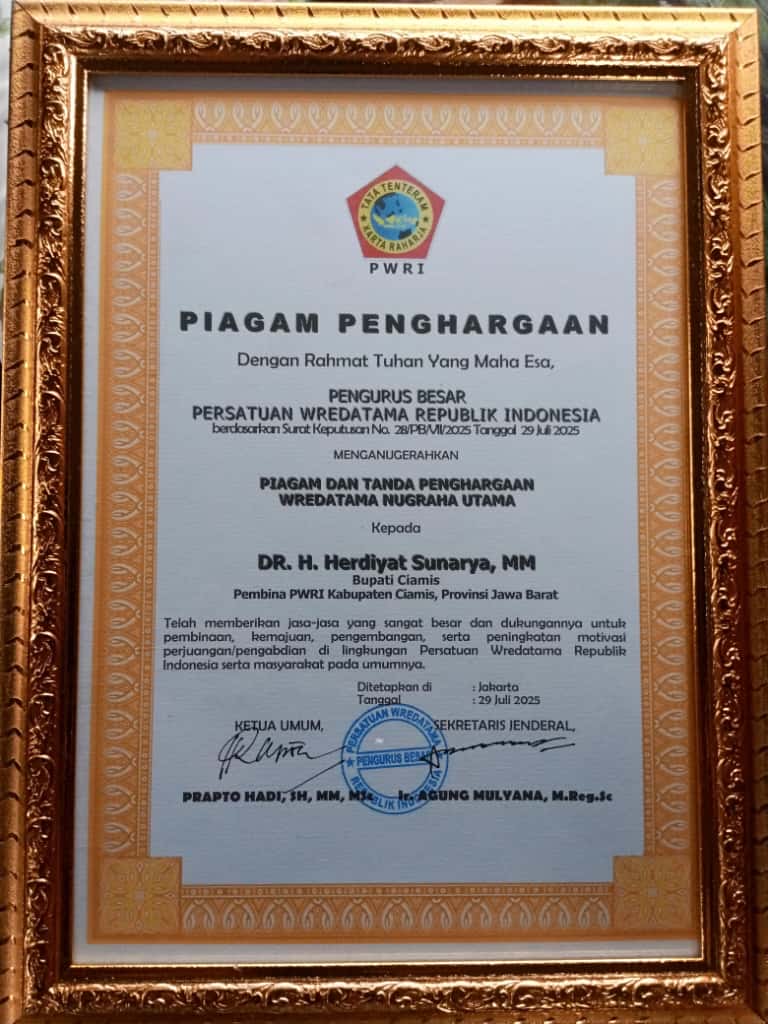 TATA TENTERAM
KARTA RAHARJA
PWRI
PIAGAM PENGHARGAAN
Dengan Rahmat Tuhan Yang Maha Esa,
PENGURUS BESAR
PERSATUAN WREDATAMA REPUBLIK INDONESIA
berdasarkan Surat Keputusan No. 28/PB/VII/2025 Tanggal 29 Juli 2025
MENGANUGERAHKAN
PIAGAM DAN TANDA PENGHARGAAN
WREDATAMA NUGRAHA UTAMA
Kepada
DR. H. Herdiyat Sunarya, MM
Bupati Ciamis
Pembina PWRI Kabupaten Ciamis, Provinsi Jawa Barat
Telah memberikan jasa-jasa yang sangat besar dan dukungannya untuk
pembinaan, kemajuan, pengembangan, serta peningkatan motivasi
perjuangan/pengabdian di lingkungan Persatuan Wredatama Republik
Indonesia serta masyarakat pada umumnya.
Ditetapkan di : Jakarta
Tanggal : 29 Juli 2025
KETUA UMUM, SEKRETARIS JENDERAL,
PERSATUAN WREDATAMA
PENGURUS BESAR
REPUBLIK INDONESIA
PRAPTO HADI, SH, MM, MSc Ir. AGUNG MULYANA, M.Reg.Sc